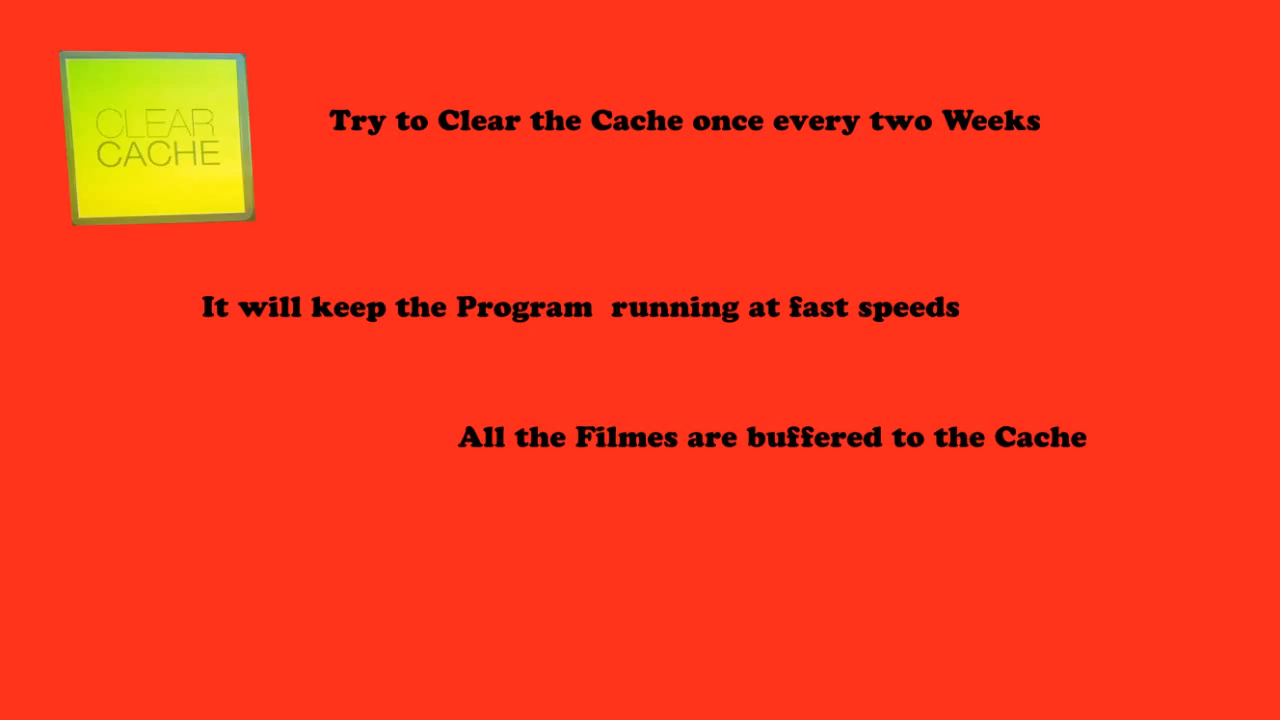 CLEAR
CACHE
Try to Clear the Cache once every two Weeks
It will keep the Program running at fast speeds
All the Filmes are buffered to the Cache